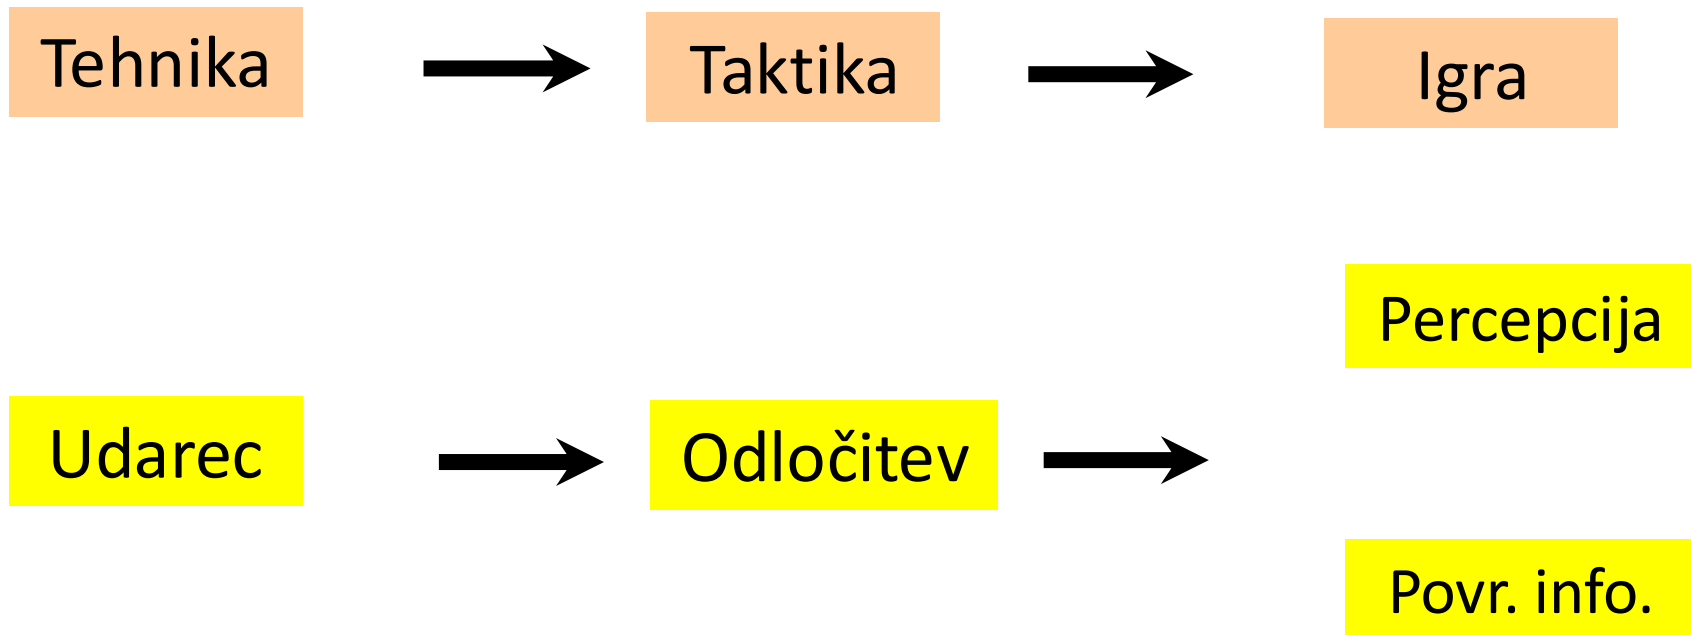 Tehnika
Taktika
Igra
Percepcija
Udarec
Odločitev
Povr. info.